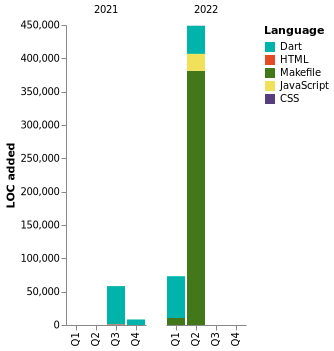 2021
2022
LOC added
450,000
400,000
350,000
300,000
250,000
200,000
150,000
100,000
50,000
0
Q1
Q2
Q3
Q4
Q1
Q2
Q3
Q4
Language
Dart
HTML
Makefile
JavaScript
CSS